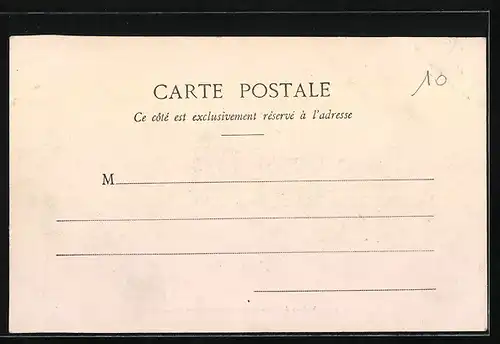 10
CARTE POSTALE
Ce côté est exclusivement réservé à l'adresse
M